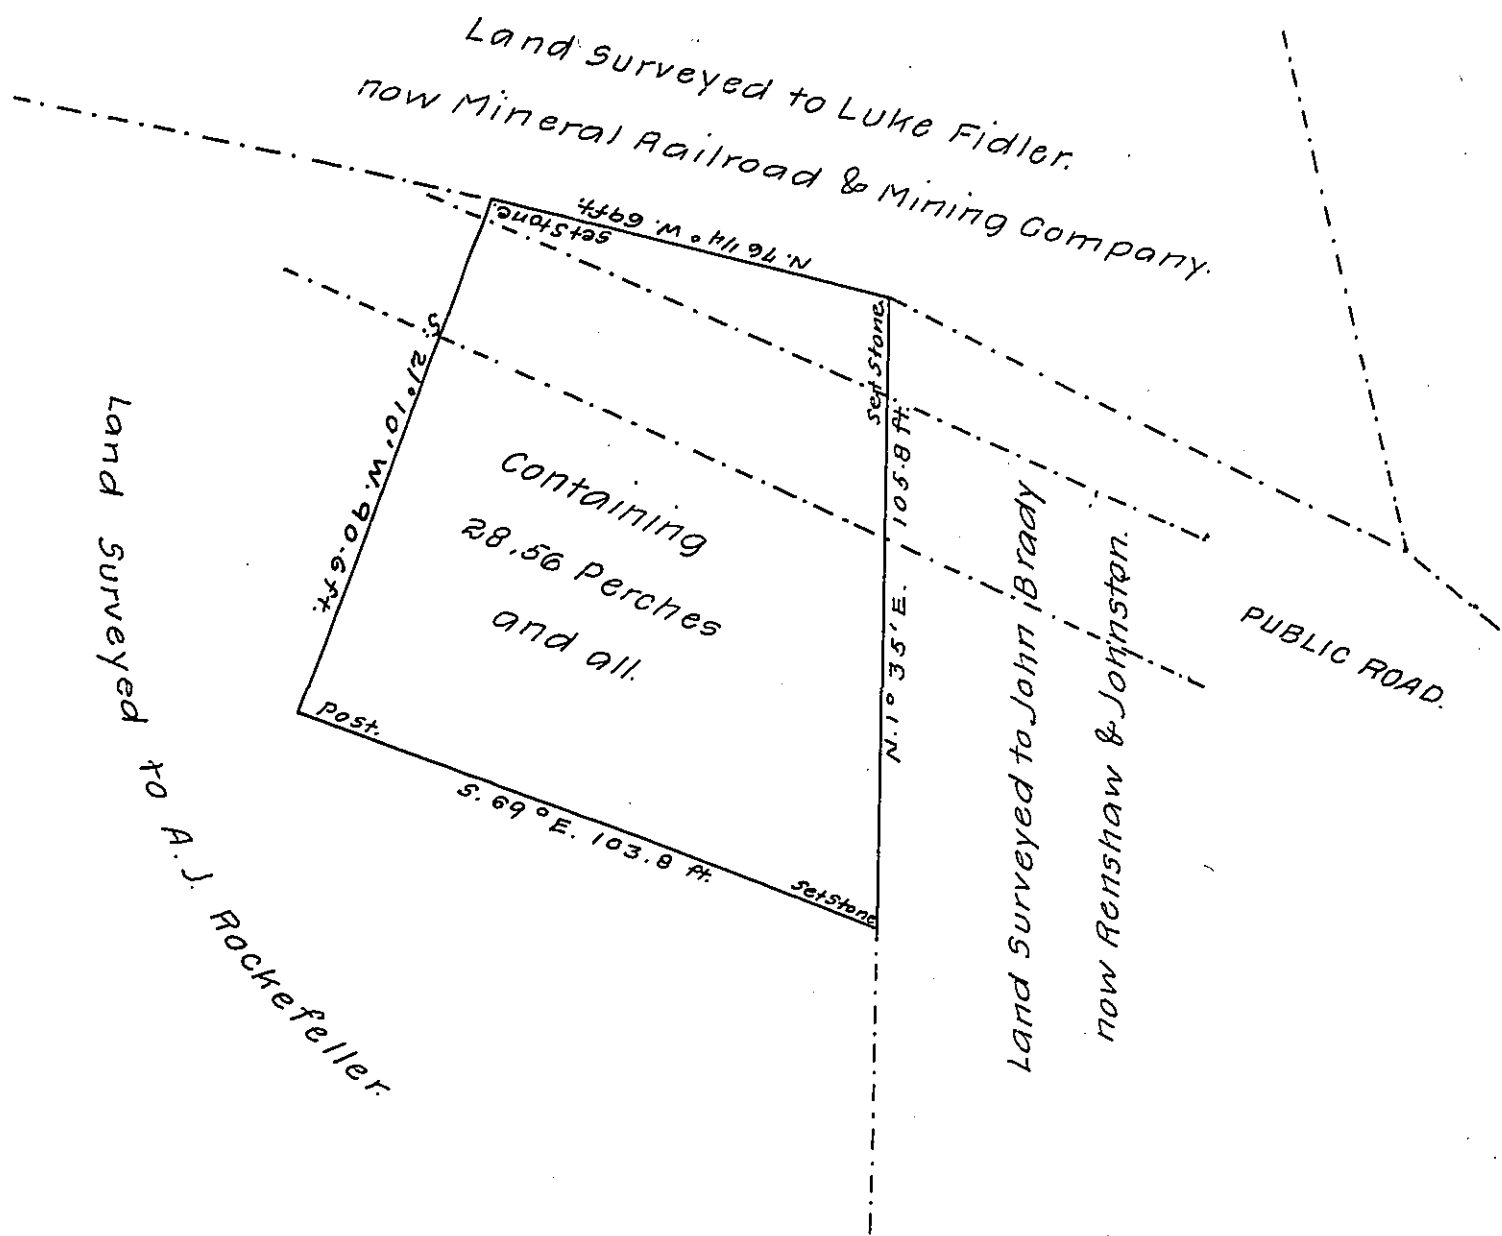 Land Surveyed to Luke Fidler.
now Mineral Railroad & Mining Company.
N. 76 1/4° W. 69ft.
Set Stone.
Set Stone.
S. 21° 10' W. 90.6 ft.
N. 1° 35' E. 105.8 ft.
Containing
28.56 Perches
and all.
Land Surveyed to John Brady
now Renshaw & Johnston.
PUBLIC ROAD.
Post.
S. 69° E. 103.8 ft.
Set Stone
Land Surveyed to A.J. Rockefeller.